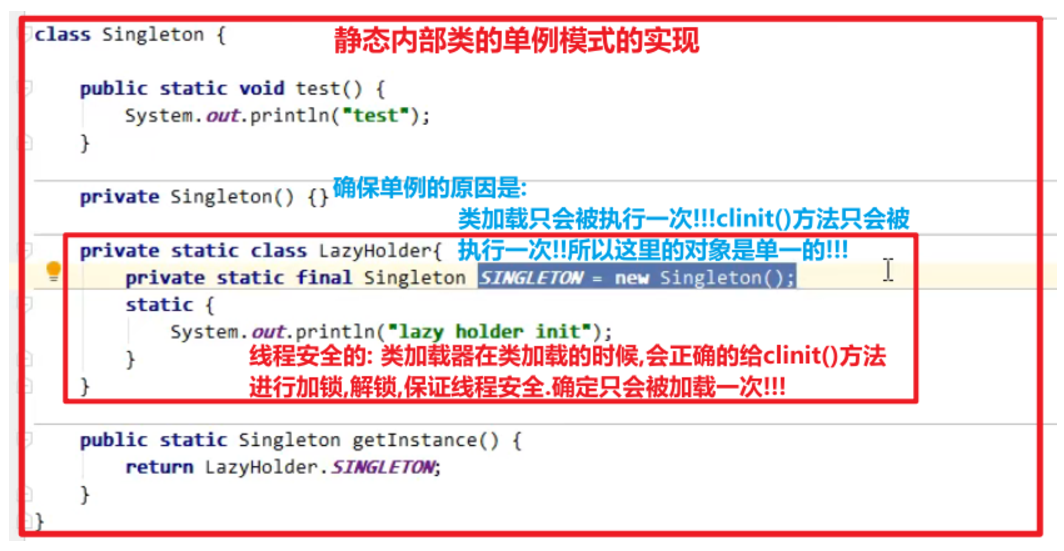 class Singleton {
静态内部类的单例模式的实现
public static void test() {
System.out.println("test");
}
private Singleton() {}
确保单例的原因是:
类加载只会被执行一次!!!clinit()方法只会被
执行一次!!所以这里的对象是单一的!!!
private static class LazyHolder{
private static final Singleton SINGLETON = new Singleton();
static {
System.out.println("lazy holder init");
}
线程安全的: 类加载器在类加载的时候,会正确的给clinit()方法
进行加锁,解锁,保证线程安全.确定只会被加载一次!!!
}
public static Singleton getInstance() {
return LazyHolder.SINGLETON;
}
}